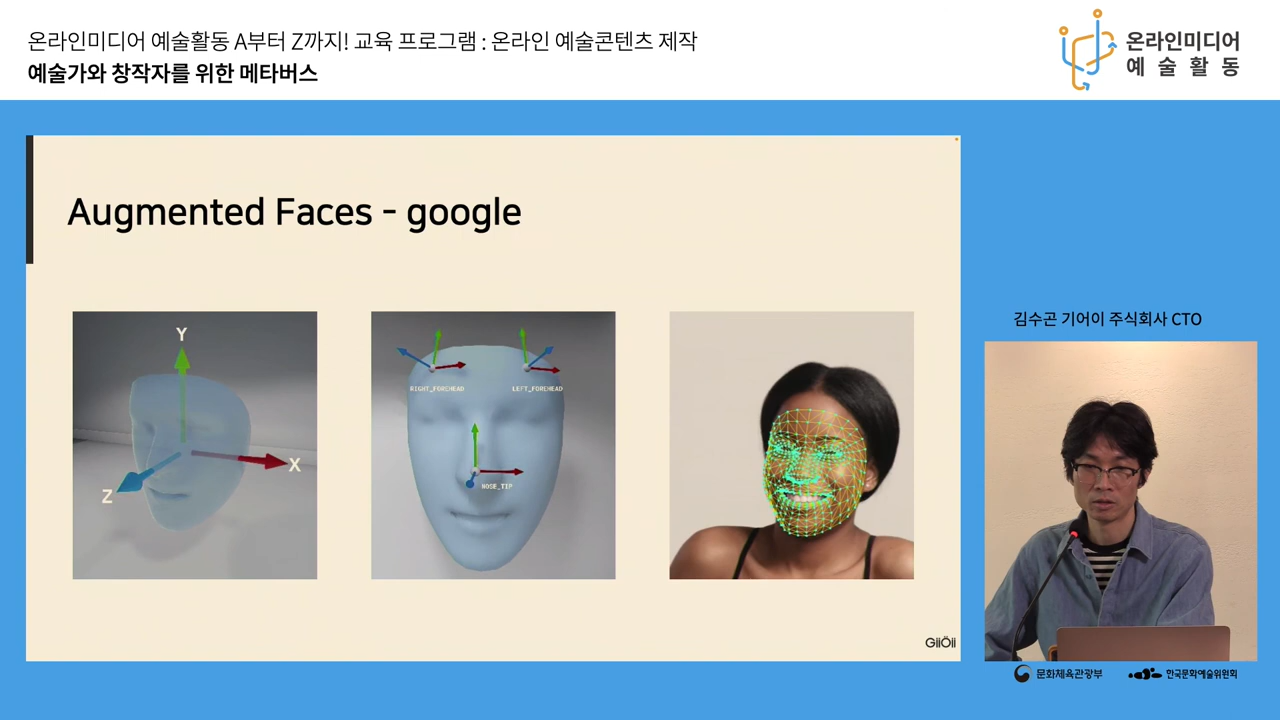 온라인미디어 예술활동 A부터 Z까지! 교육 프로그램 : 온라인 예술콘텐츠 제작
예술가와 창작자를 위한 메타버스
온라인미디어
예술활동
Augmented Faces - google
Y
X
Z
RIGHT_FOREHEAD
LEFT_FOREHEAD
NOSE_TIP
GiiÖii
김수곤 기어이 주식회사 CTO
문화체육관광부
한국문화예술위원회